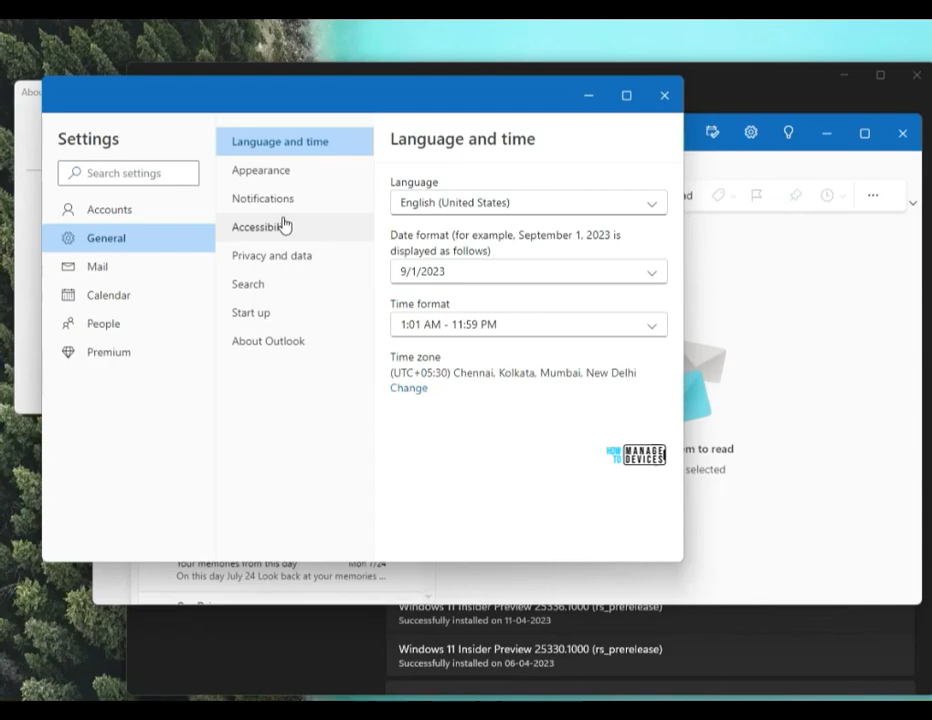 Settings
Search settings
Accounts
General
Mail
Calendar
People
Premium
Language and time
Appearance
Notifications
Privacy and data
Search
Start up
About Outlook
Language and time
Language
English (United States)
Date format (for example, September 1, 2023 is
displayed as follows)
9/1/2023
Time format
1:01 AM - 11:59 PM
Time zone
(UTC+05:30) Chennai, Kolkata, Mumbai, New Delhi
Change
HOW TO MANAGE DEVICES
to read
selected
Your memories from this day Mon 7/24
On this day July 24 Look back at your memories ...
Windows 11 Insider Preview 25336.1000 (rs_prerelease)
Successfully installed on 11-04-2023
Windows 11 Insider Preview 25330.1000 (rs_prerelease)
Successfully installed on 06-04-2023